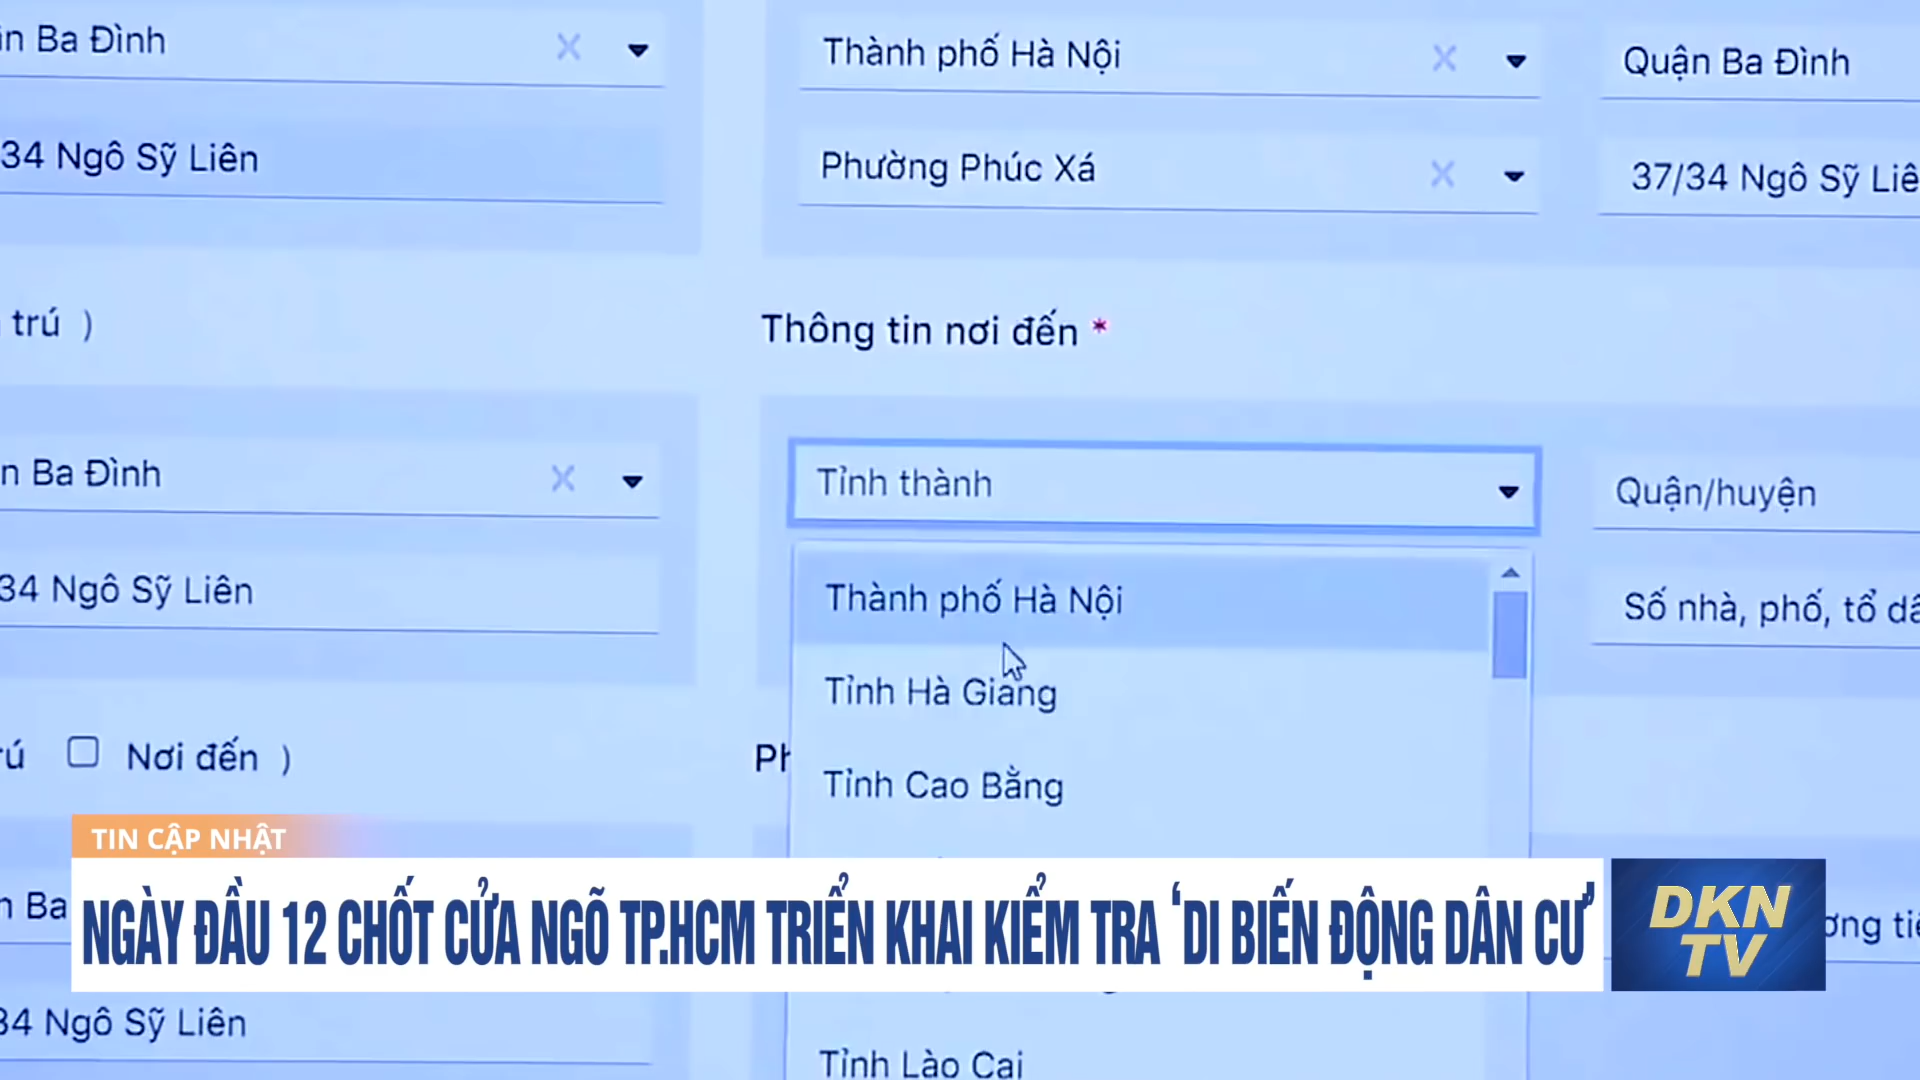 in Ba Đình
Thành phố Hà Nội
Quận Ba Đình
34 Ngô Sỹ Liên
Phường Phúc Xá
37/34 Ngô Sỹ Liê
trú )
Thông tin nơi đến *
n Ba Đình
Tỉnh thành
Quận/huyện
34 Ngô Sỹ Liên
Thành phố Hà Nội
Số nhà, phố, tổ dâ
Tỉnh Hà Giang
rú Nơi đến )
Ph
Tỉnh Cao Bằng
TIN CẬP NHẬT
n Ba
NGÀY ĐẦU 12 CHỐT CỬA NGÕ TP.HCM TRIỂN KHAI KIỂM TRA 'DI BIẾN ĐỘNG DÂN CƯ'
DKN
TV
ơng tiệ
34 Ngô Sỹ Liên
Tỉnh Lào Cai